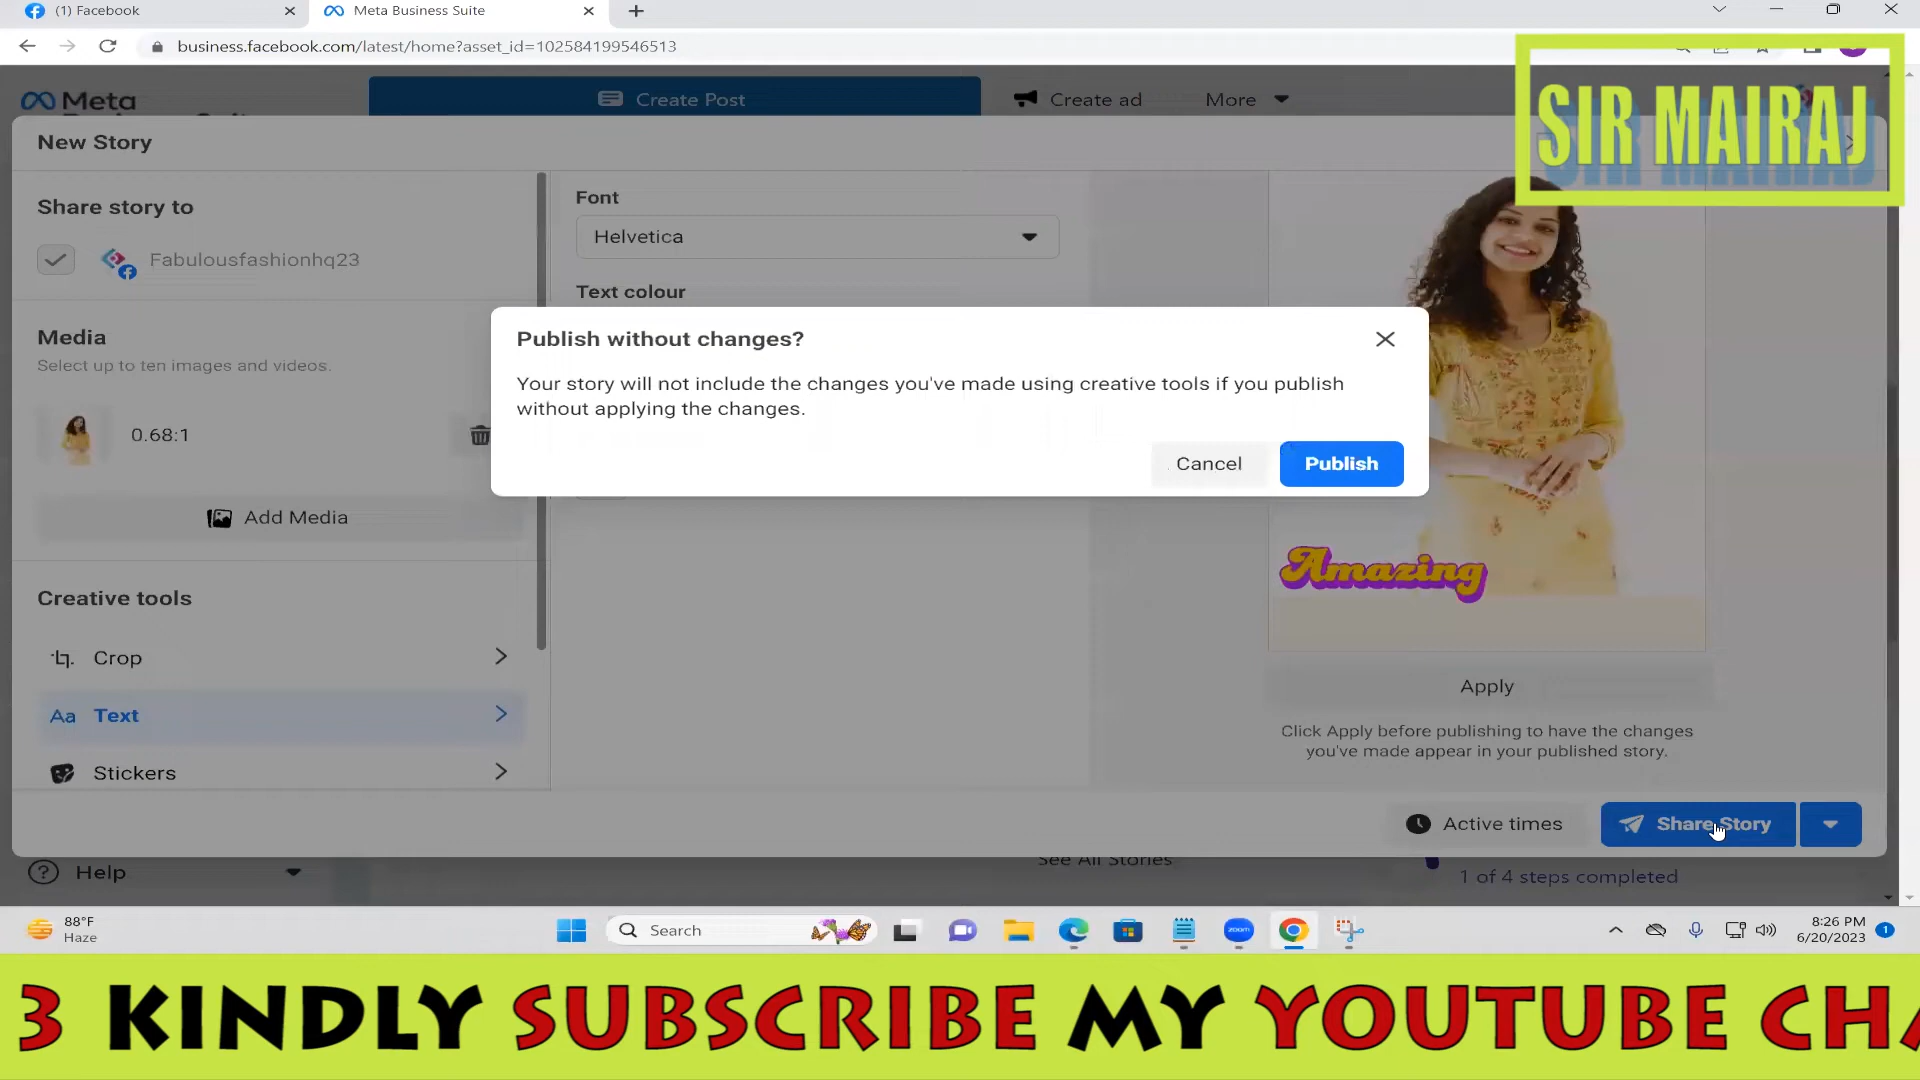 (1) Facebook
Meta Business Suite
business.facebook.com/latest/home?asset_id=102584199546513
SIR MAIRAJ
Meta
Create Post
Create ad
More
New Story
Share story to
Fabulousfashionhq23
Media
Select up to ten images and videos.
0.68:1
Add Media
Creative tools
Crop
Aa Text
Stickers
Font
Helvetica
Text colour
Publish without changes?
Your story will not include the changes you've made using creative tools if you publish
without applying the changes.
Cancel
Publish
Amazing
Apply
Click Apply before publishing to have the changes
you've made appear in your published story.
Active times
Share Story
Help
See All Stories
1 of 4 steps completed
88°F
Haze
Search
zoom
8:26 PM
6/20/2023
1
3 KINDLY SUBSCRIBE MY YOUTUBE CHA